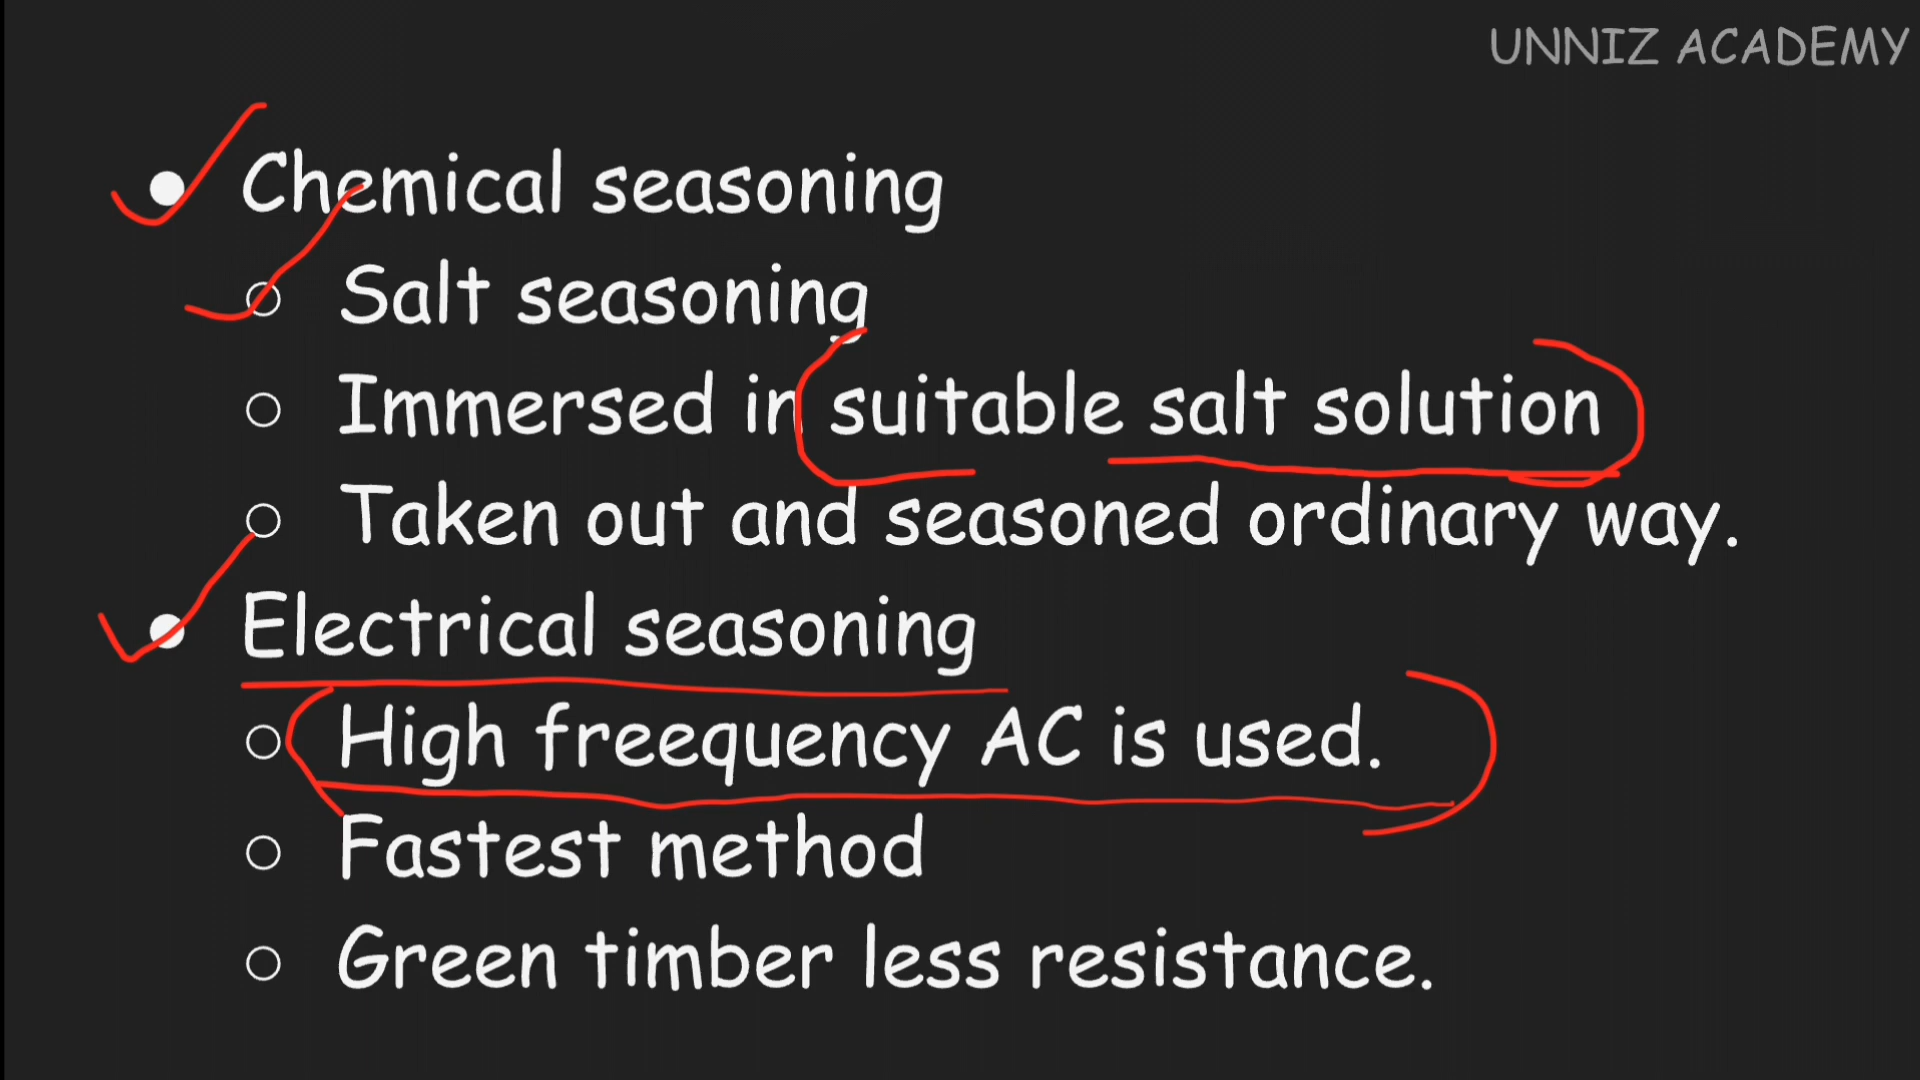 UNNIZ ACADEMY
● Chemical seasoning
○ Salt seasoning
○ Immersed in suitable salt solution
○ Taken out and seasoned ordinary way.
● Electrical seasoning
○ High freequency AC is used.
○ Fastest method
○ Green timber less resistance.